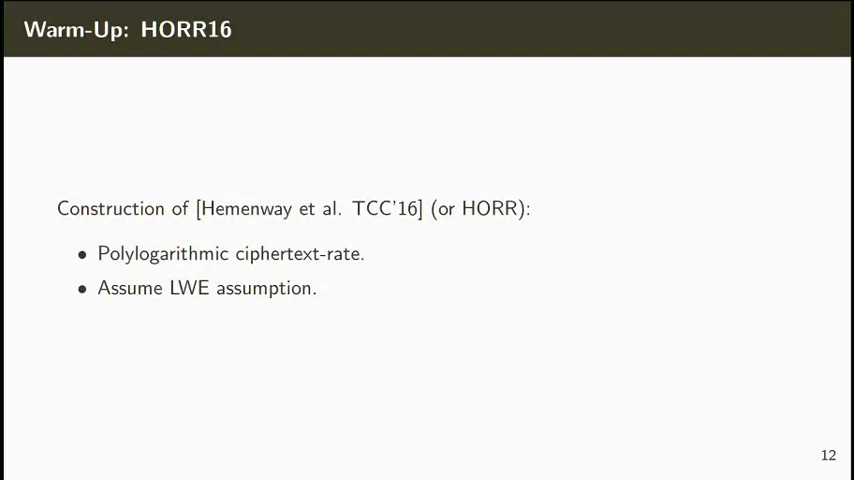 Warm-Up: HORR16
Construction of [Hemenway et al. TCC'16] (or HORR):
• Polylogarithmic ciphertext-rate.
• Assume LWE assumption.
12